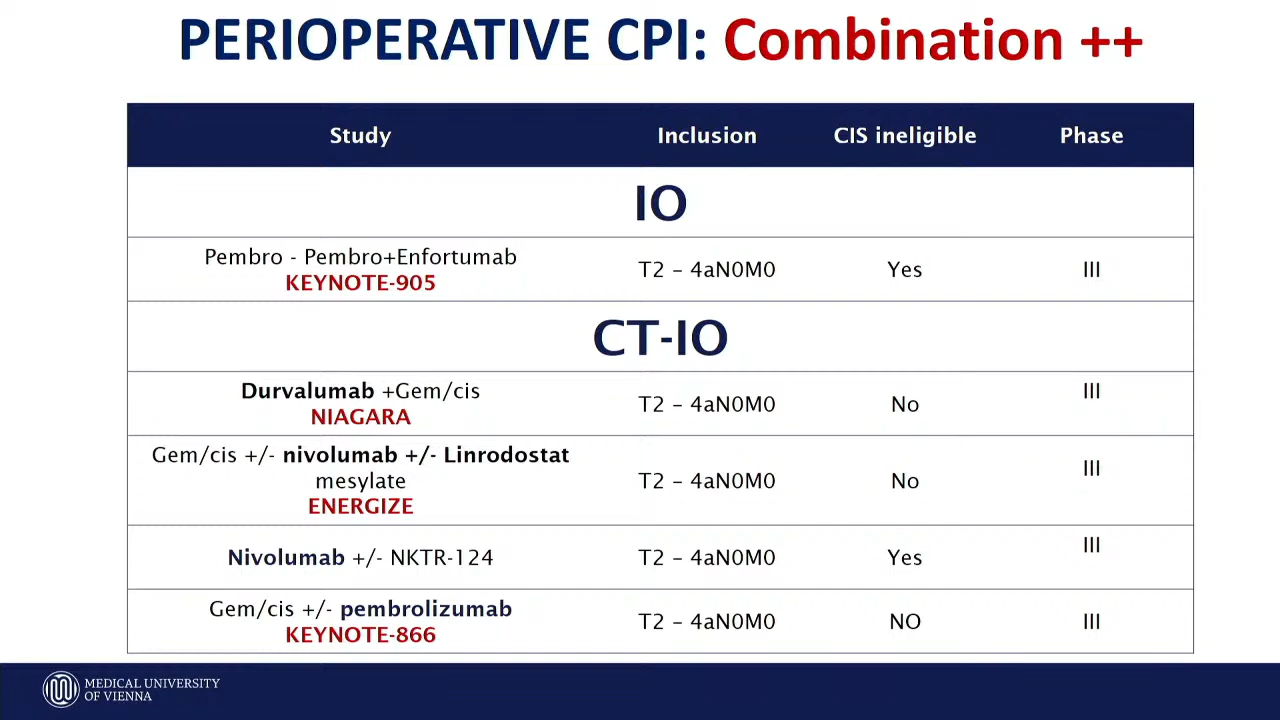 PERIOPERATIVE CPI: Combination ++
Study Inclusion CIS ineligible Phase
IO
Pembro - Pembro+Enfortumab
KEYNOTE-905
T2 – 4aN0M0 Yes III
CT-IO
Durvalumab +Gem/cis
NIAGARA
T2 – 4aN0M0 No III
Gem/cis +/- nivolumab +/- Linrodostat
mesylate
ENERGIZE
T2 – 4aN0M0 No III
Nivolumab +/- NKTR-124 T2 – 4aN0M0 Yes III
Gem/cis +/- pembrolizumab
KEYNOTE-866
T2 – 4aN0M0 NO III
MEDICAL UNIVERSITY
OF VIENNA